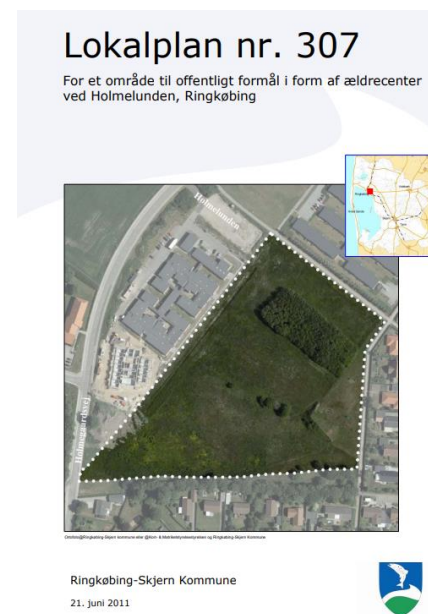 Lokalplan nr. 307
For et område til offentligt formål i form af ældrecenter
ved Holmelunden, Ringkøbing
Holmelunden
Holmegaardsvej
Ringkøbing-Skjern Kommune
21. juni 2011